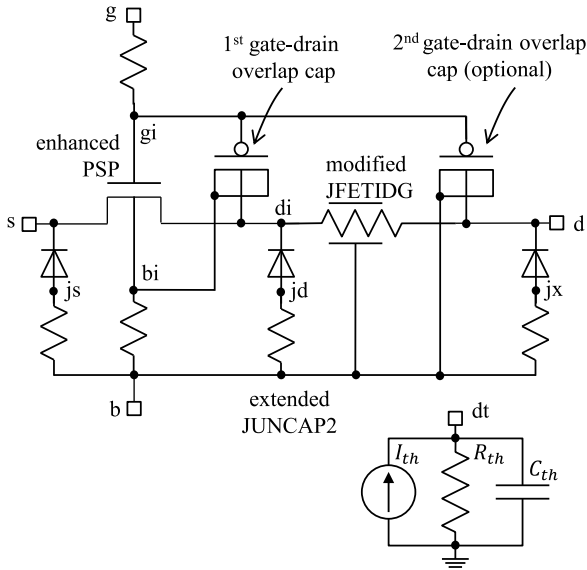 g
1st gate-drain
overlap cap
2nd gate-drain overlap
cap (optional)
enhanced
PSP
gi
modified
JFETIDG
s
di
d
bi
js
jd
jx
b
extended
JUNCAP2
dt
Ith
Rth
Cth